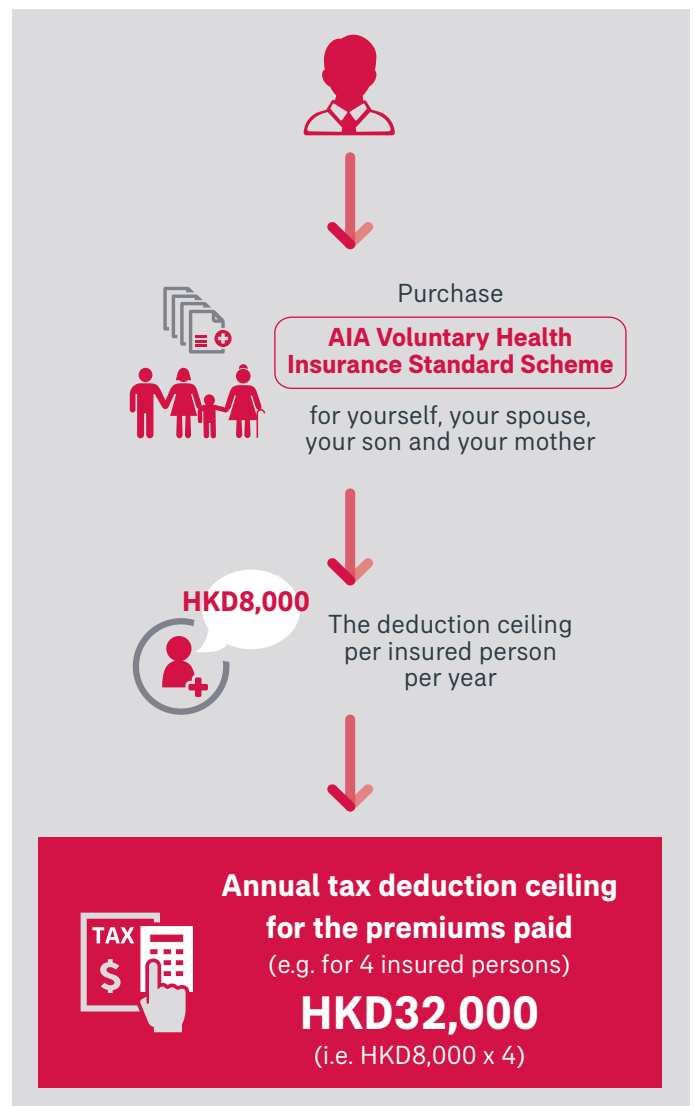 Purchase
AIA Voluntary Health
Insurance Standard Scheme
for yourself, your spouse,
your son and your mother
HKD8,000
The deduction ceiling
per insured person
per year
TAX
$
Annual tax deduction ceiling
for the premiums paid
(e.g. for 4 insured persons)
HKD32,000
(i.e. HKD8,000 x 4)